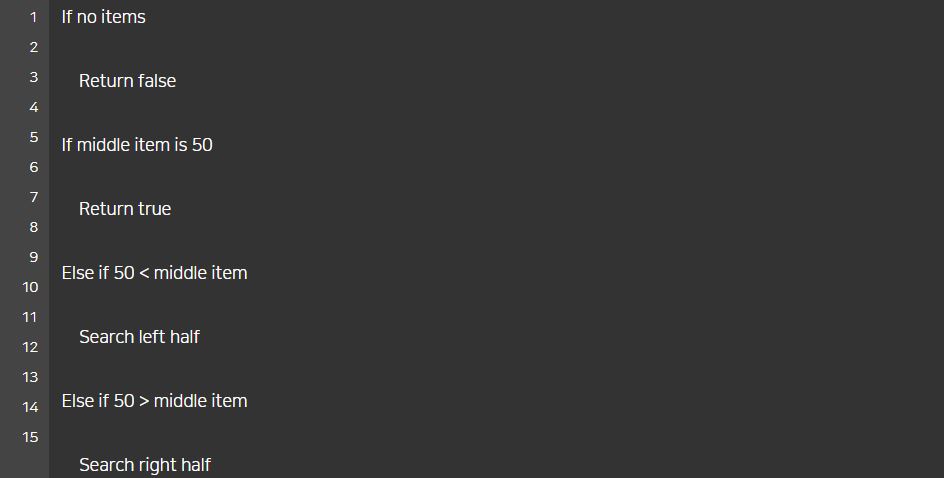 1 If no items
2
3 Return false
4
5 If middle item is 50
6
7 Return true
8
9 Else if 50 < middle item
10
11 Search left half
12
13 Else if 50 > middle item
14
15 Search right half